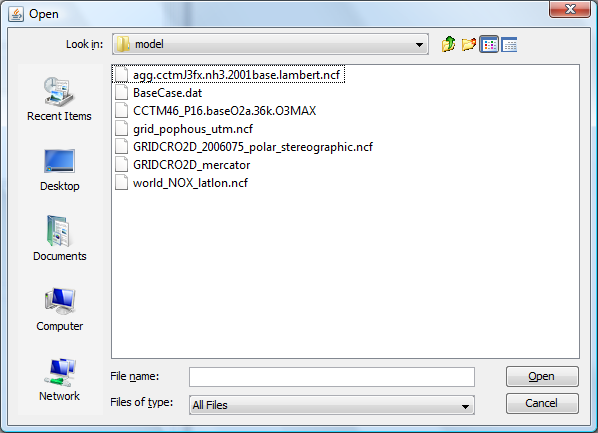 Open
Look in: model
Recent Items
Desktop
Documents
Computer
Network
agg.cctmJ3fx.nh3.2001base.lambert.ncf
BaseCase.dat
CCTM46_P16.baseO2a.36k.O3MAX
grid_pophous_utm.ncf
GRIDCRO2D_2006075_polar_stereographic.ncf
GRIDCRO2D_mercator
world_NOX_latlon.ncf
File name: Open
Files of type: All Files Cancel